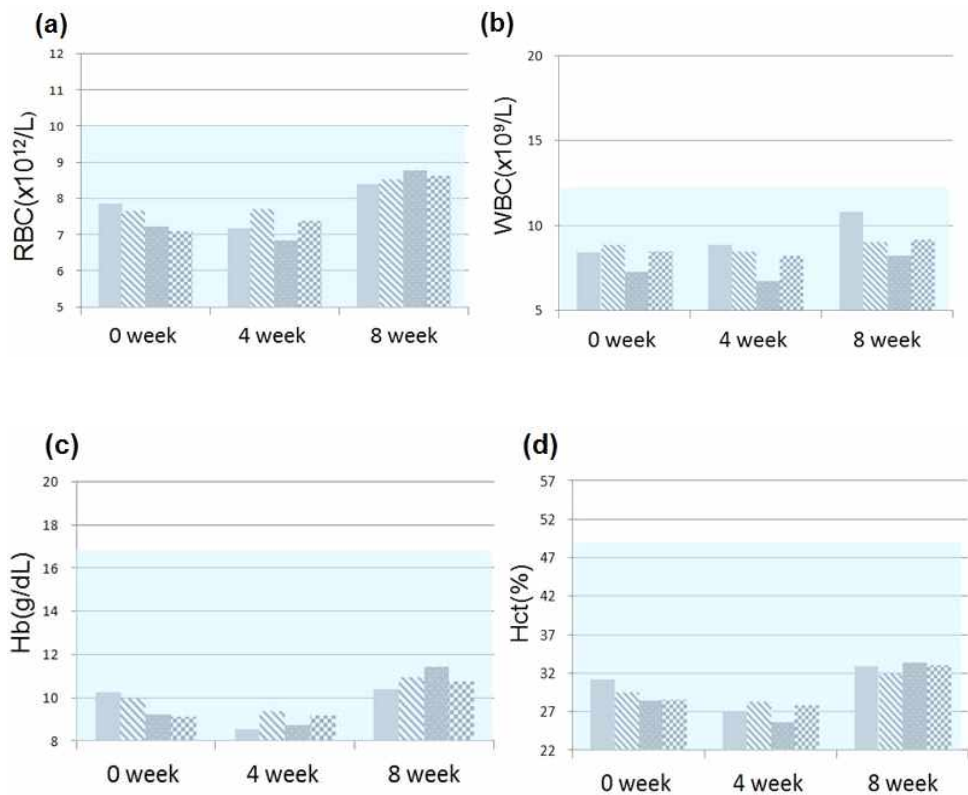 (a)
RBC(x10¹²/L)
12
11
10
9
8
7
6
5
0 week 4 week 8 week
(b)
WBC(x10⁹/L)
20
15
10
5
0 week 4 week 8 week
(c)
Hb(g/dL)
20
18
16
14
12
10
8
0 week 4 week 8 week
(d)
Hct(%)
57
52
47
42
37
32
27
22
0 week 4 week 8 week